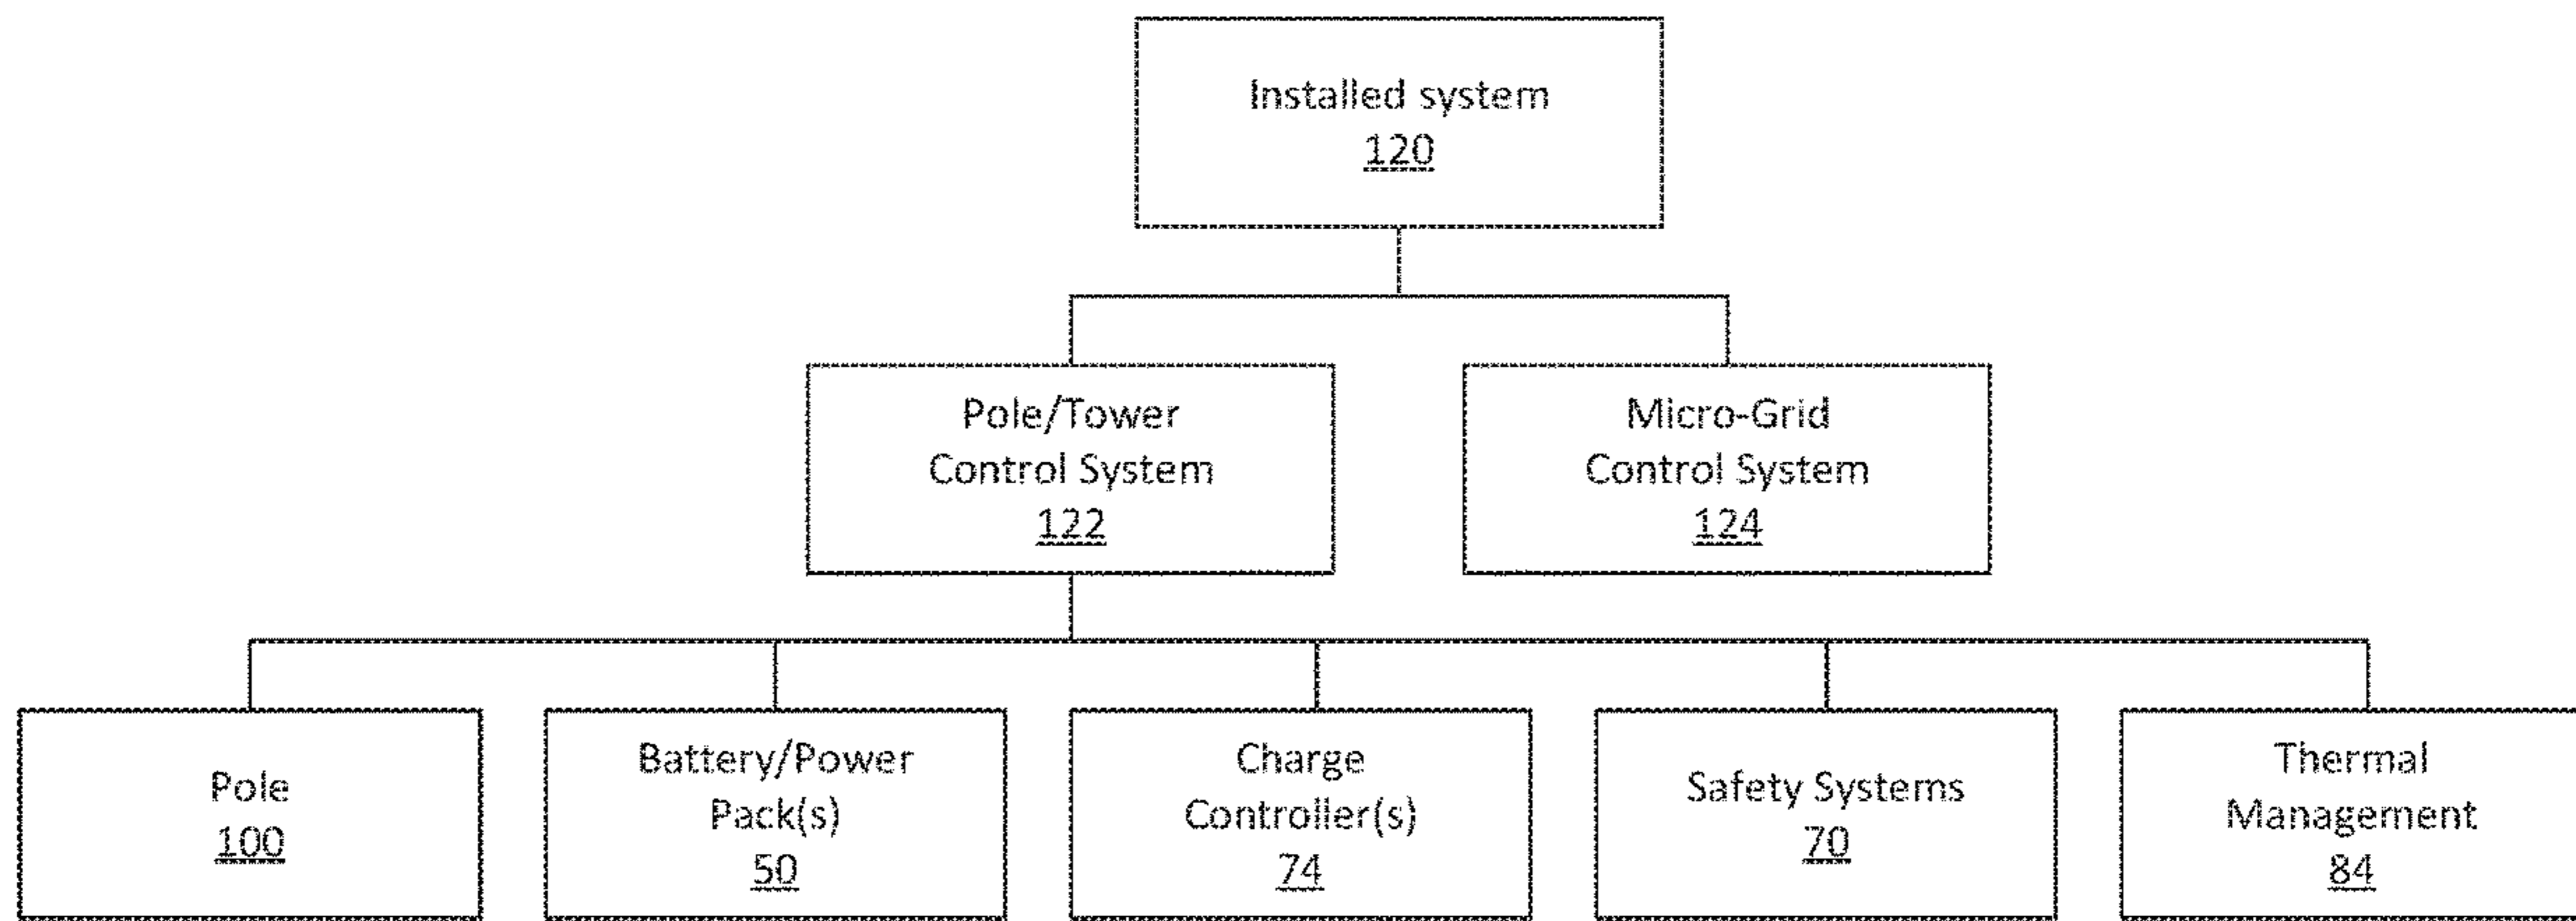 Installed system
120
Pole/Tower
Control System
122
Micro-Grid
Control System
124
Pole
100
Battery/Power
Pack(s)
50
Charge
Controller(s)
74
Safety Systems
70
Thermal
Management
84